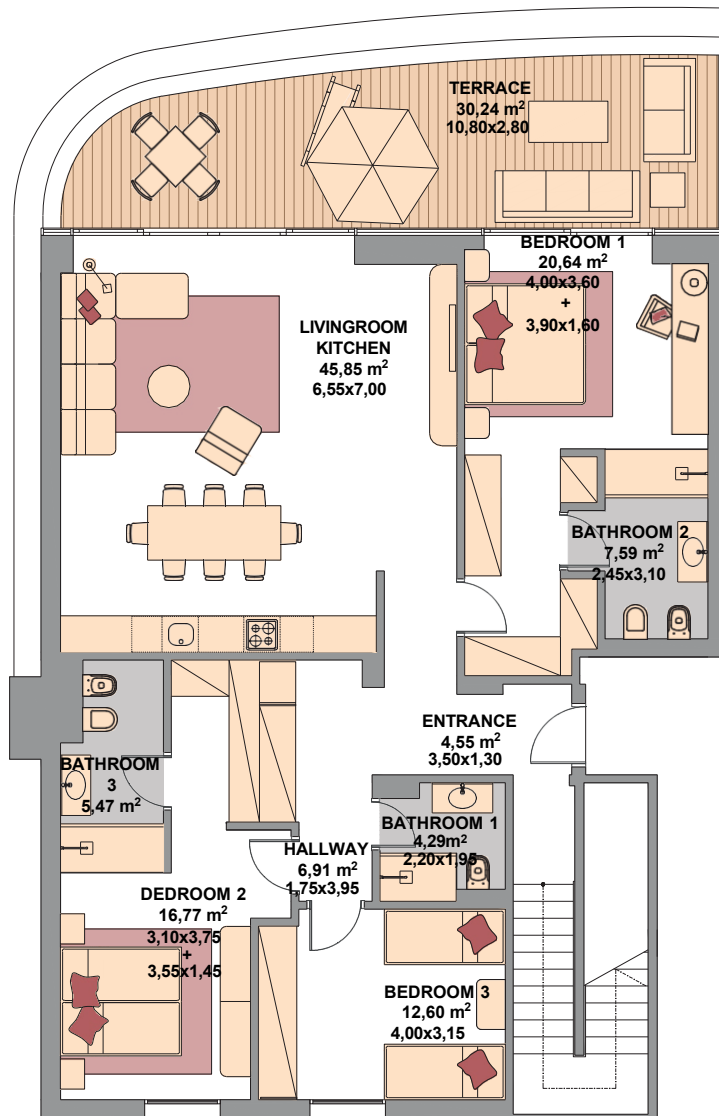 TERRACE
30,24 m²
10,80x2,80
BEDROOM 1
20,64 m²
4,00x3,60
+
3,90x1,60
LIVINGROOM
KITCHEN
45,85 m²
6,55x7,00
BATHROOM 2
7,59 m²
2,45x3,10
ENTRANCE
4,55 m²
3,50x1,30
BATHROOM
3
5,47 m²
BATHROOM 1
4,29m²
2,20x1,95
HALLWAY
6,91 m²
1,75x3,95
DEDROOM 2
16,77 m²
3,10x3,75
+
3,55x1,45
BEDROOM 3
12,60 m²
4,00x3,15